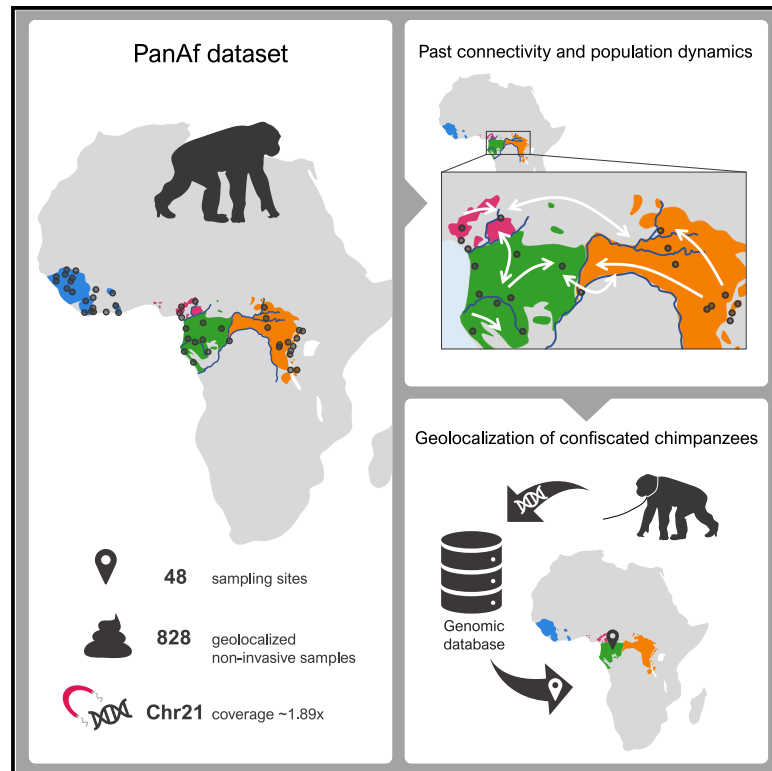 PanAf dataset
48 sampling sites
828 geolocalized
non-invasive samples
Chr21 coverage ~1.89x
Past connectivity and population dynamics
Geolocalization of confiscated chimpanzees
Genomic
database